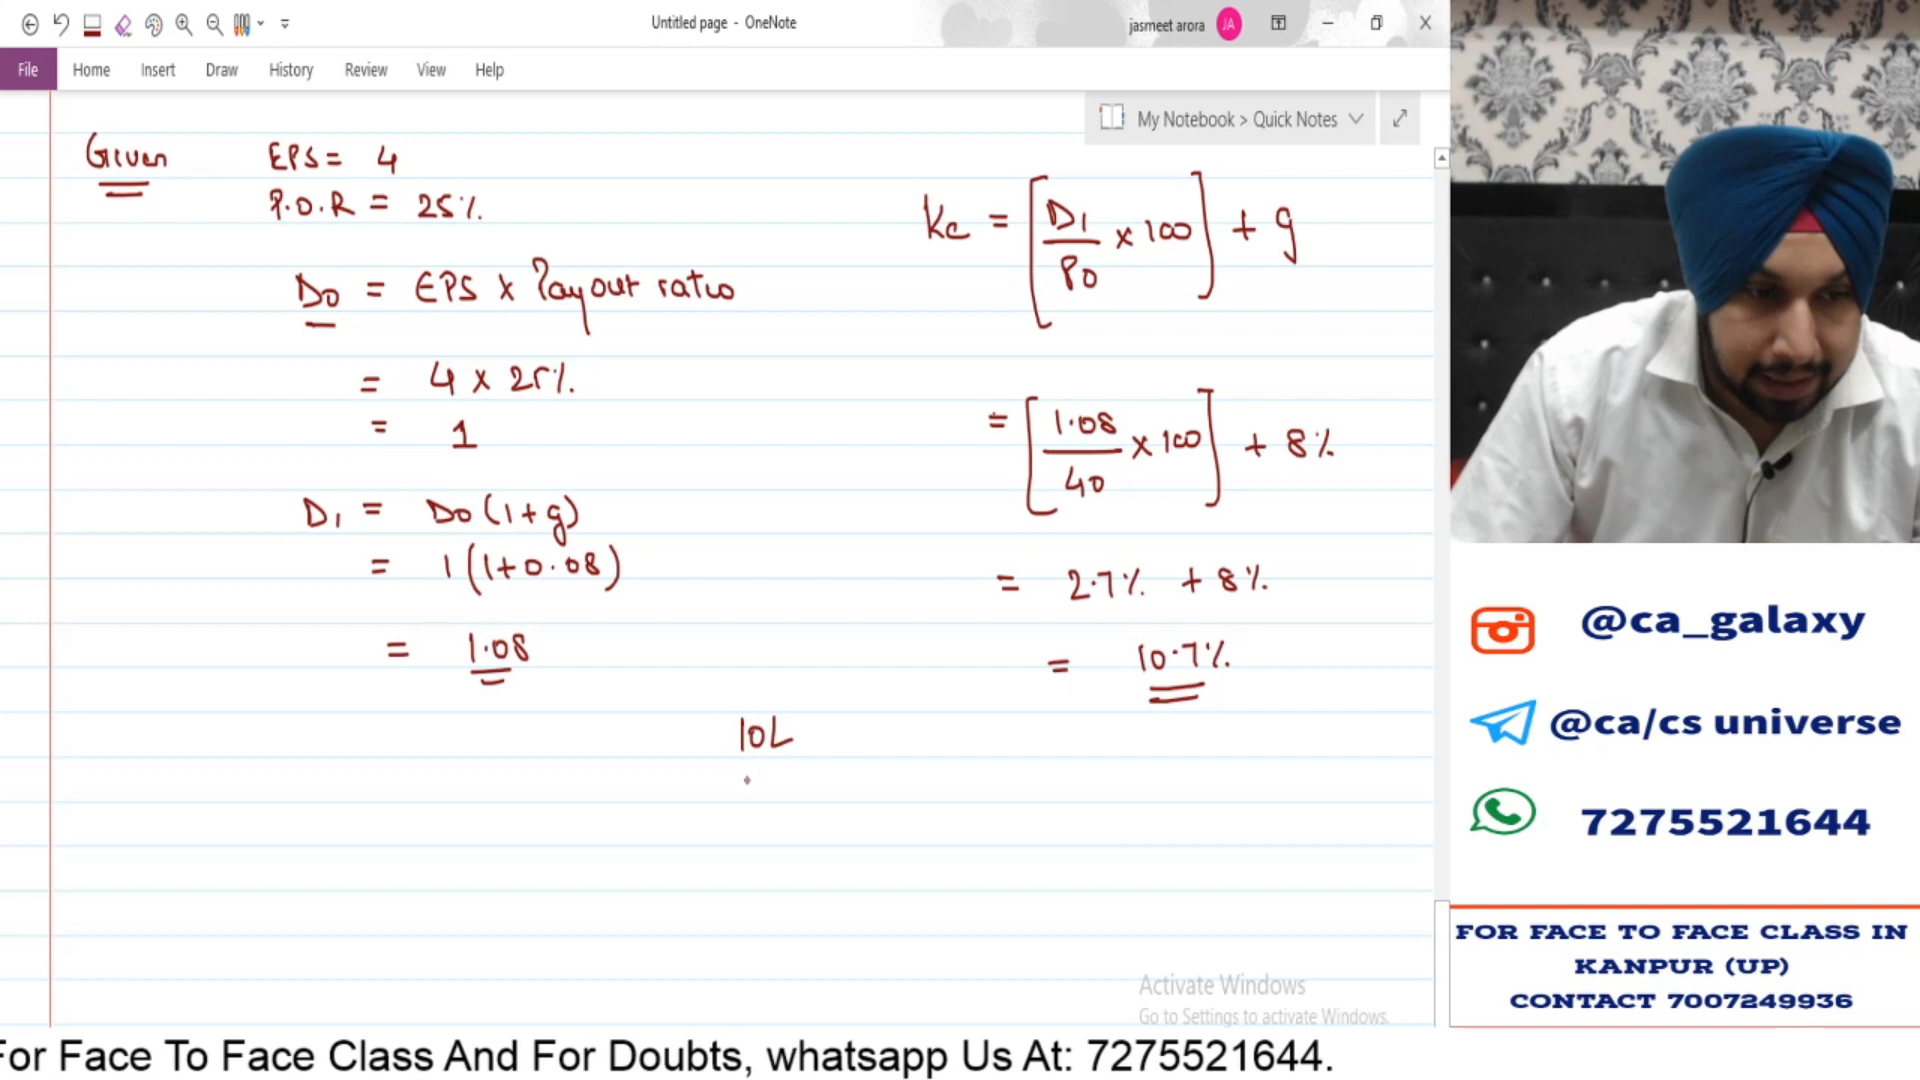 Untitled page - OneNote
jasmeet arora JA
File Home Insert Draw History Review View Help
My Notebook > Quick Notes
Given
EPS = 4
P.O.R = 25%
D0 = EPS × Payout ratio
= 4 × 25%
= 1
D1 = D0 (1+g)
= 1 (1+0.08)
= 1.08
Ke = [D1/P0 × 100] + g
= [1.08/40 × 100] + 8%
= 2.7% + 8%
= 10.7%
10L
Activate Windows
Go to Settings to activate Windows.
@ca_galaxy
@ca/cs universe
7275521644
FOR FACE TO FACE CLASS IN
KANPUR (UP)
CONTACT 7007249936
For Face To Face Class And For Doubts, whatsapp Us At: 7275521644.